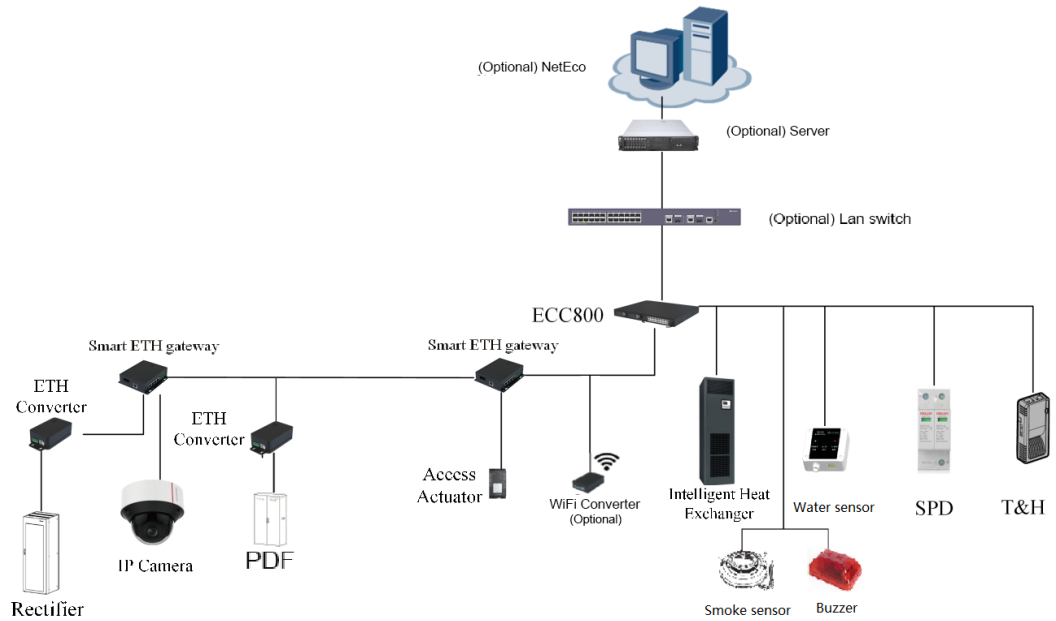 (Optional) NetEco
(Optional) Server
(Optional) Lan switch
ECC800
Smart ETH gateway
Smart ETH gateway
ETH
Converter
ETH
Converter
Access
Actuator
WiFi Converter
(Optional)
Intelligent Heat
Exchanger
Water sensor
SPD
T&H
IP Camera
PDF
Rectifier
Smoke sensor
Buzzer